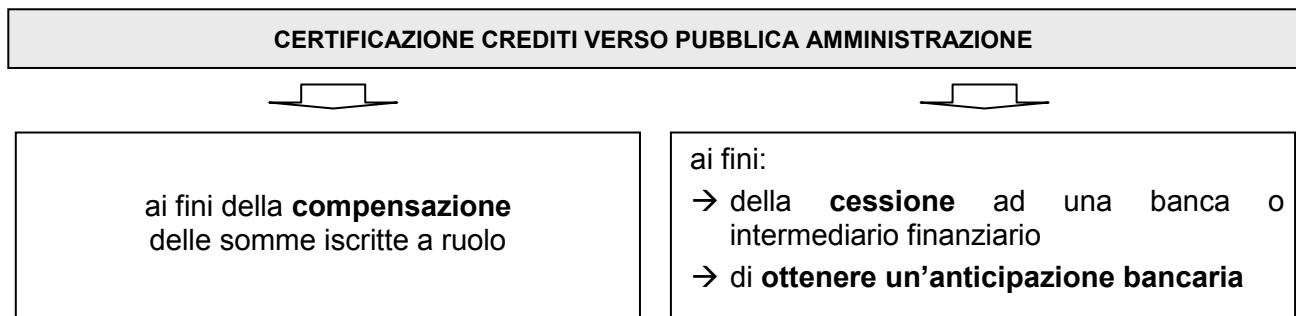 CERTIFICAZIONE CREDITI VERSO PUBBLICA AMMINISTRAZIONE
ai fini della compensazione
delle somme iscritte a ruolo
ai fini:
→ della cessione ad una banca o
intermediario finanziario
→ di ottenere un'anticipazione bancaria